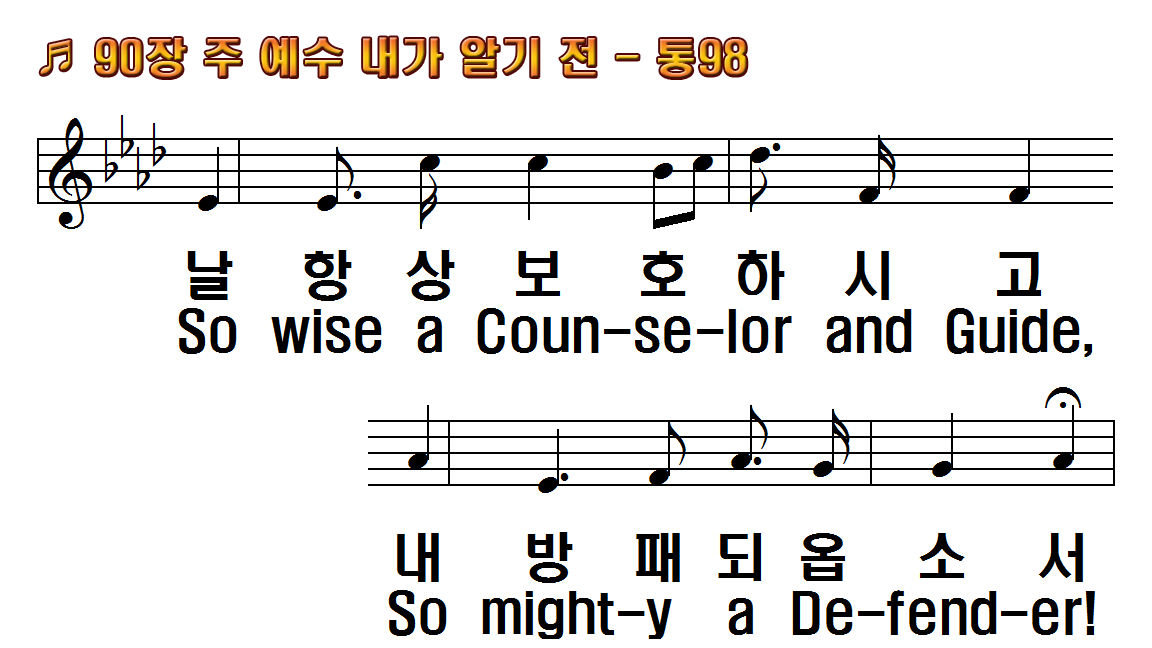 ♬ 90장 주 예수 내가 알기 전 - 통98
날 항 상 보 호 하 시 고
So wise a Coun-se-lor and Guide,
내 방 패 되 옵 소 서
So might-y a De-fend-er!